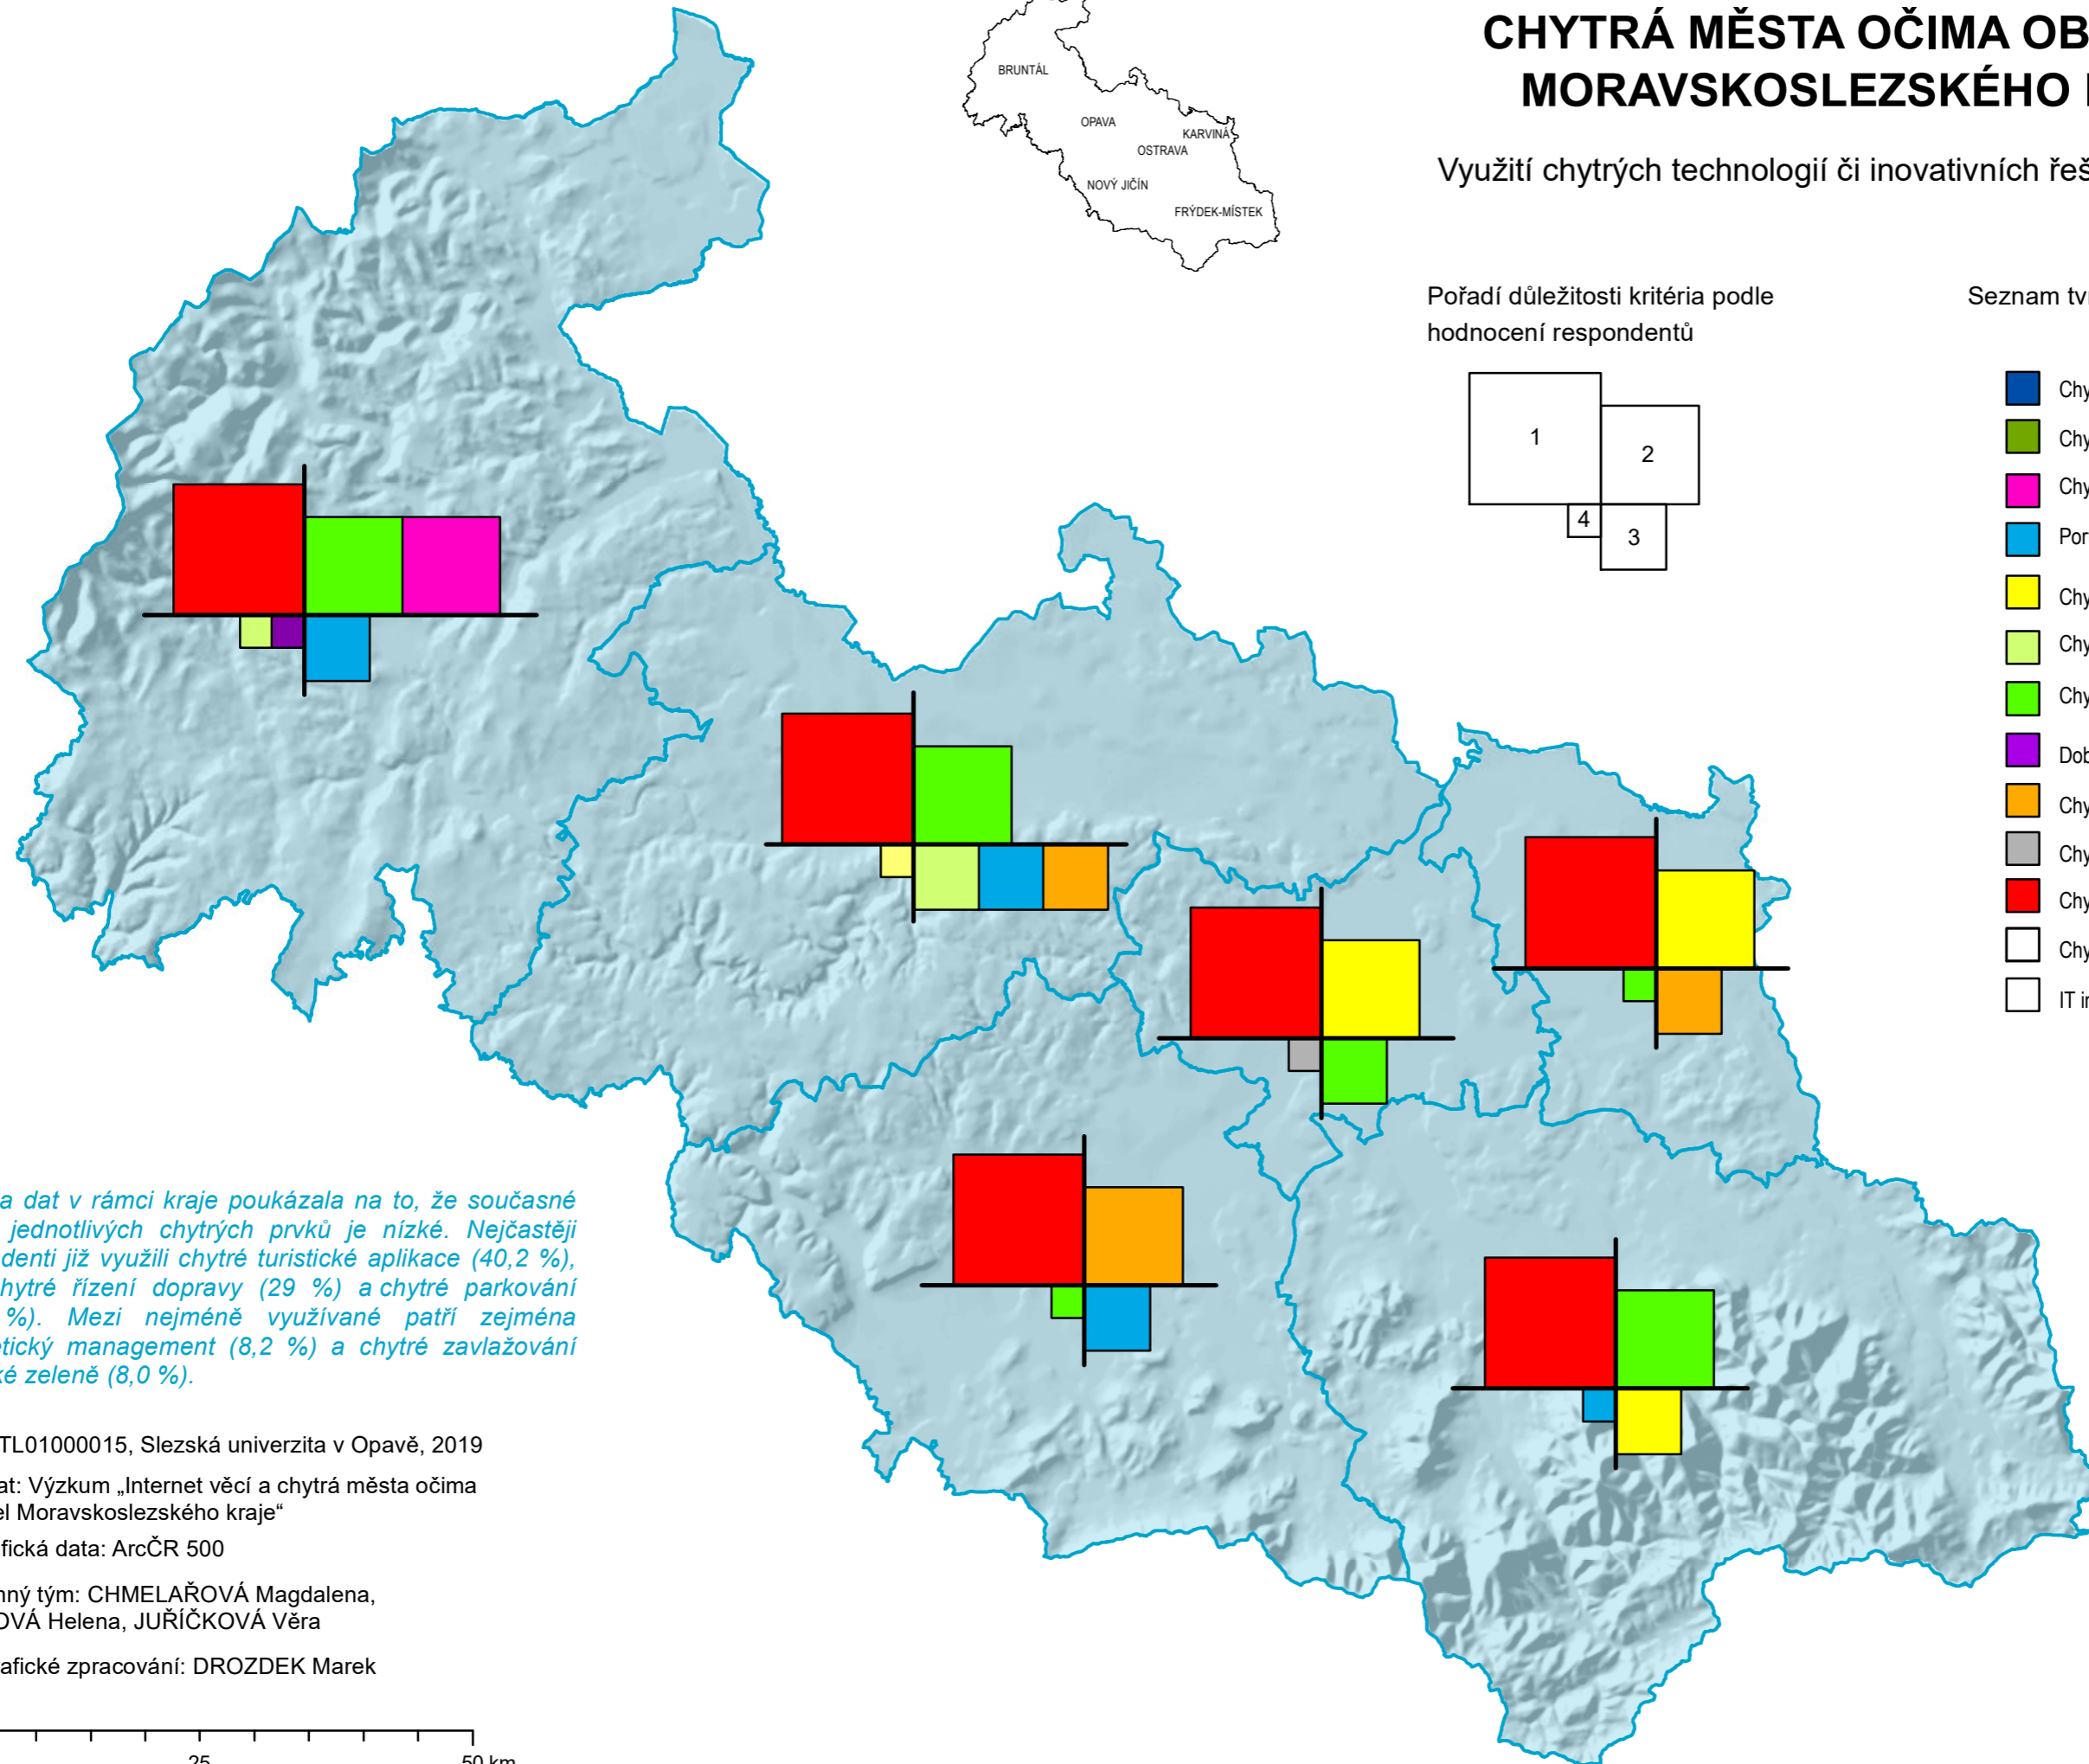 CHYTRÁ MĚSTA OČIMA OB
MORAVSKOSLEZSKÉHO
Využití chytrých technologií či inovativních řeš
BRUNTÁL
OPAVA
KARVINÁ
OSTRAVA
NOVÝ JIČÍN
FRÝDEK-MÍSTEK
Pořadí důležitosti kritéria podle
hodnocení respondentů
1
2
4
3
Seznam tv
Chy
Chy
Chy
Por
Chy
Chy
Chy
Dob
Chy
Chy
Chy
Chy
IT in
a dat v rámci kraje poukázala na to, že současné
jednotlivých chytrých prvků je nízké. Nejčastěji
denti již využili chytré turistické aplikace (40,2 %),
hytré řízení dopravy (29 %) a chytré parkování
%). Mezi nejméně využívané patří zejména
etický management (8,2 %) a chytré zavlažování
ké zeleně (8,0 %).
TL01000015, Slezská univerzita v Opavě, 2019
at: Výzkum „Internet věcí a chytrá města očima
el Moravskoslezského kraje“
fická data: ArcČR 500
nný tým: CHMELAŘOVÁ Magdalena,
OVÁ Helena, JUŘÍČKOVÁ Věra
afické zpracování: DROZDEK Marek
25
50 km